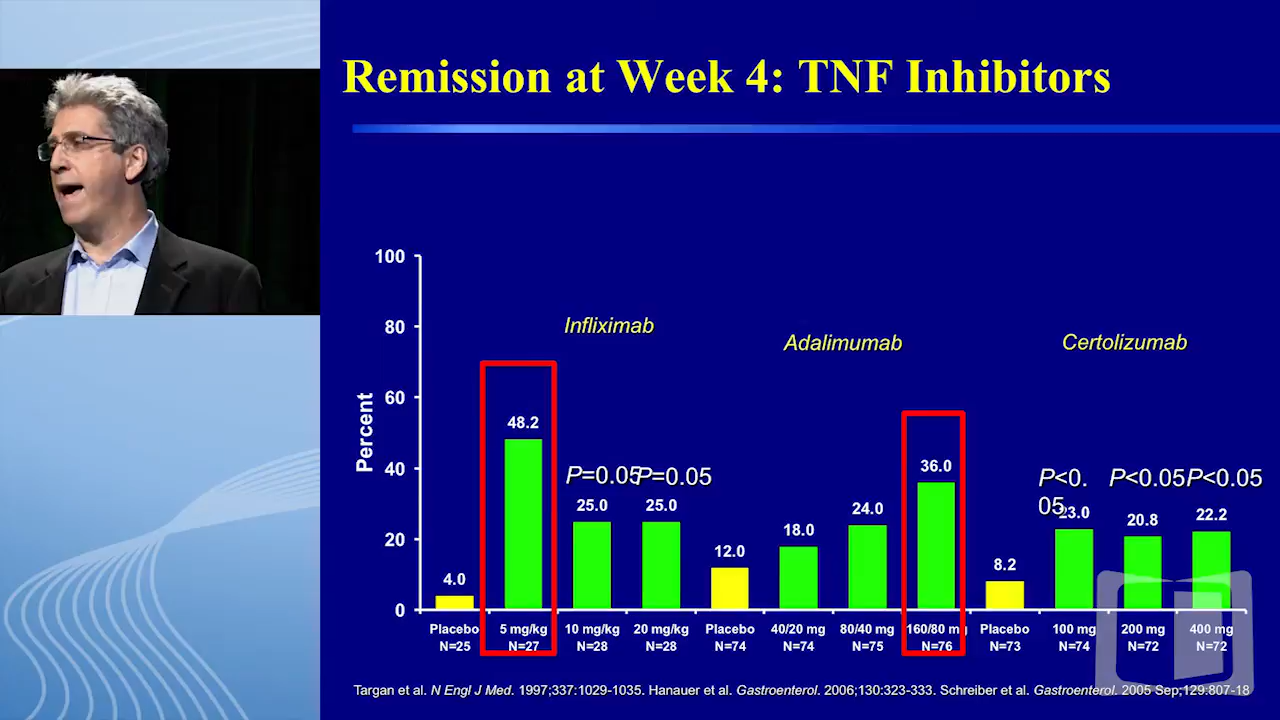 Remission at Week 4: TNF Inhibitors
100
80
60
40
20
0
Percent
Infliximab
Adalimumab
Certolizumab
4.0
48.2
P=0.05
25.0
P=0.05
25.0
12.0
18.0
24.0
36.0
8.2
P<0.
05
23.0
P<0.05
20.8
P<0.05
22.2
Placebo
N=25
5 mg/kg
N=27
10 mg/kg
N=28
20 mg/kg
N=28
Placebo
N=74
40/20 mg
N=74
80/40 mg
N=75
160/80 mg
N=76
Placebo
N=73
100 mg
N=74
200 mg
N=72
400 mg
N=72
Targan et al. N Engl J Med. 1997;337:1029-1035. Hanauer et al. Gastroenterol. 2006;130:323-333. Schreiber et al. Gastroenterol. 2005 Sep;129:807-18